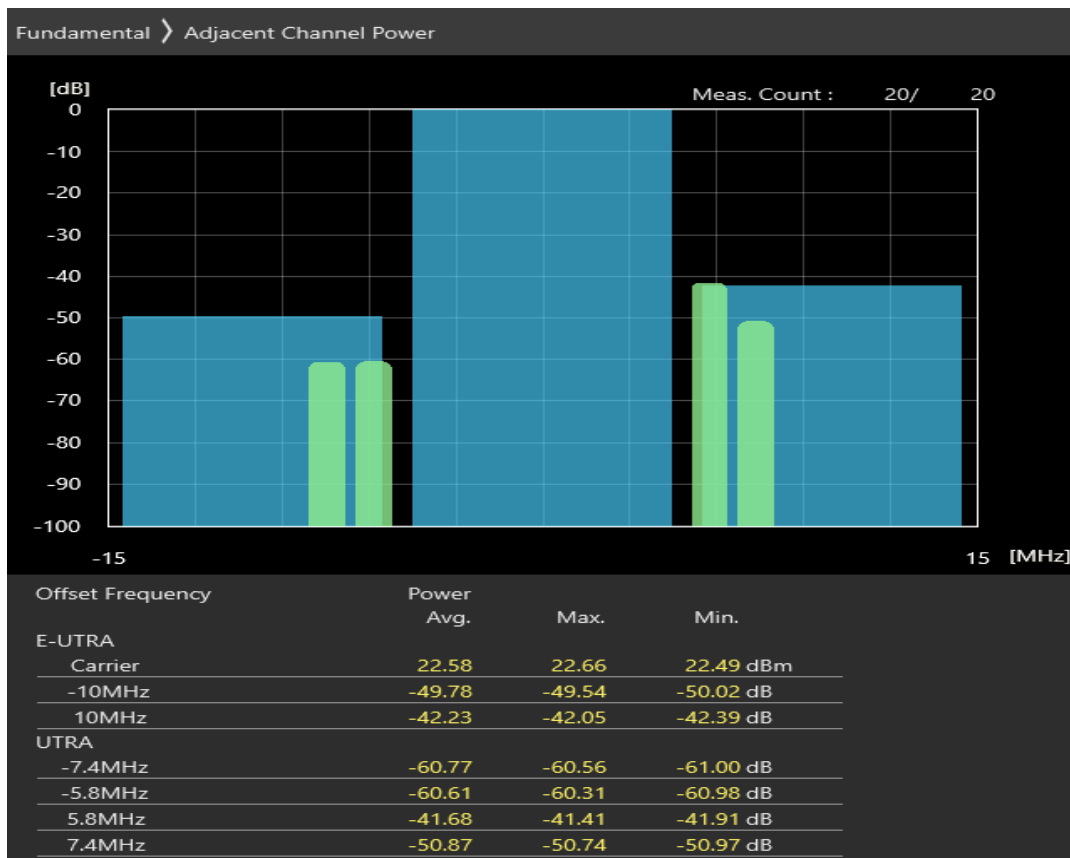 Fundamental 〉 Adjacent Channel Power
[dB]
Meas. Count : 20/ 20
0
-10
-20
-30
-40
-50
-60
-70
-80
-90
-100
-15 15 [MHz]
Offset Frequency Power
Avg. Max. Min.
E-UTRA
Carrier 22.58 22.66 22.49 dBm
-10MHz -49.78 -49.54 -50.02 dB
10MHz -42.23 -42.05 -42.39 dB
UTRA
-7.4MHz -60.77 -60.56 -61.00 dB
-5.8MHz -60.61 -60.31 -60.98 dB
5.8MHz -41.68 -41.41 -41.91 dB
7.4MHz -50.87 -50.74 -50.97 dB